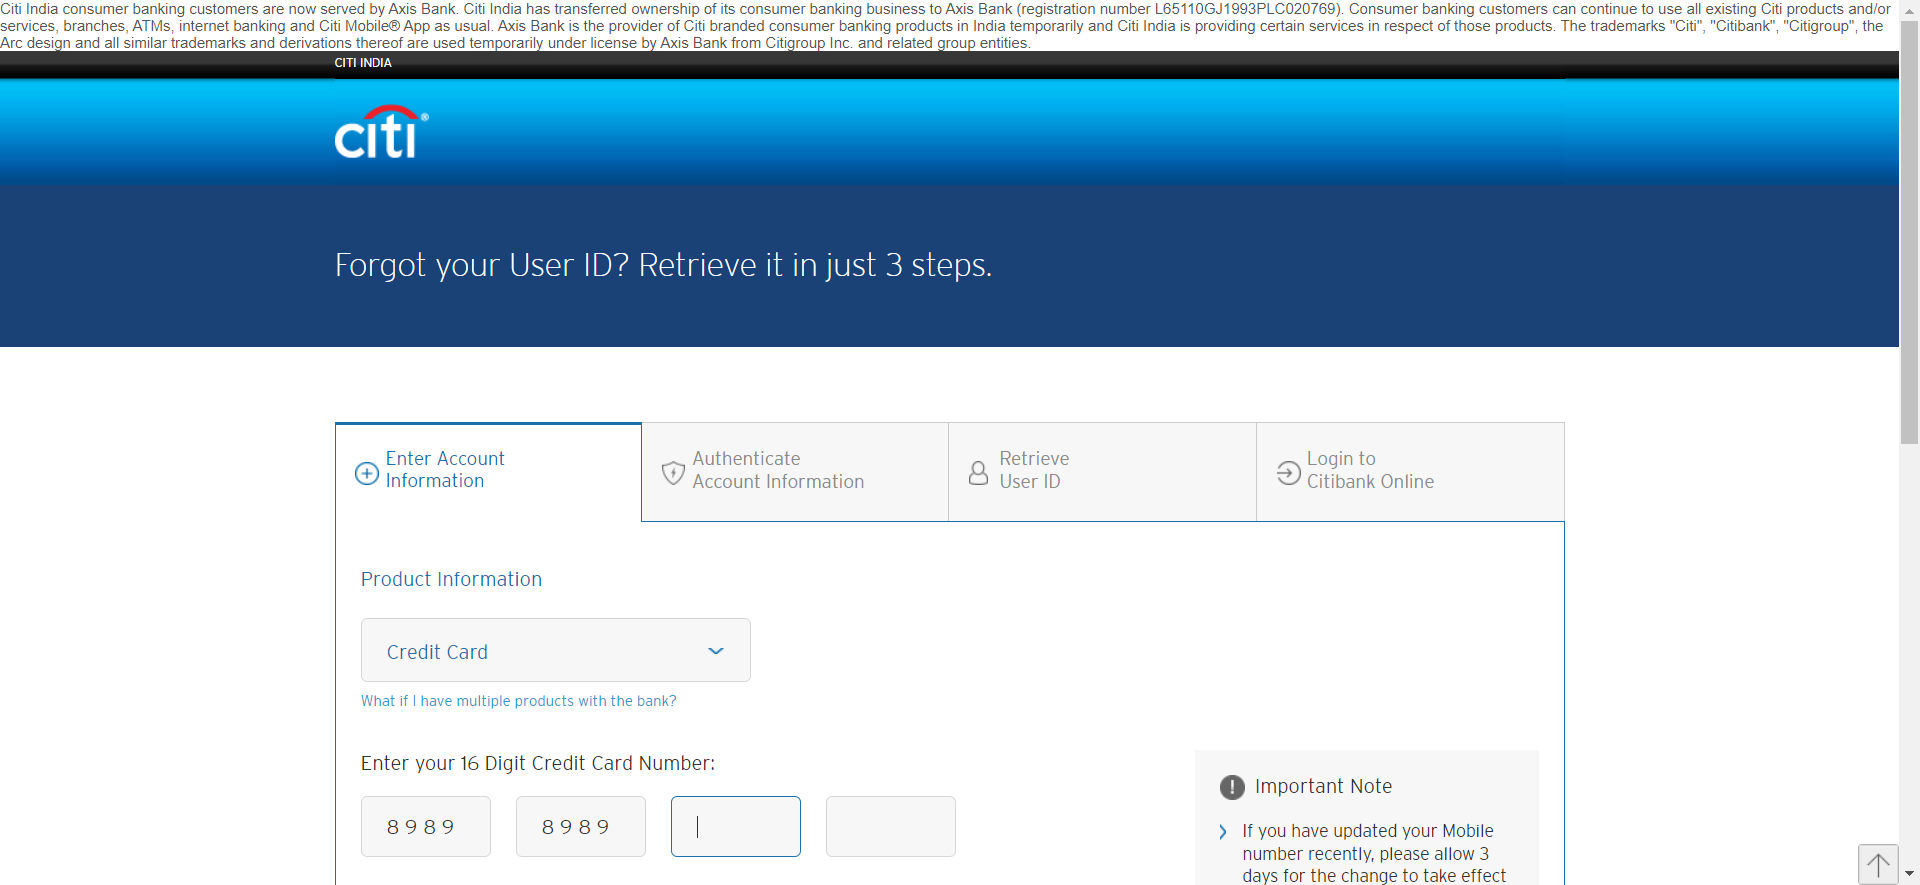 Citi India consumer banking customers are now served by Axis Bank. Citi India has transferred ownership of its consumer banking business to Axis Bank (registration number L65110GJ1993PLC020769). Consumer banking customers can continue to use all existing Citi products and/or
services, branches, ATMs, internet banking and Citi Mobile® App as usual. Axis Bank is the provider of Citi branded consumer banking products in India temporarily and Citi India is providing certain services in respect of those products. The trademarks "Citi", "Citibank", "Citigroup", the
Arc design and all similar trademarks and derivations thereof are used temporarily under license by Axis Bank from Citigroup Inc. and related group entities.
CITI INDIA
citi®
Forgot your User ID? Retrieve it in just 3 steps.
Enter Account
Information
Authenticate
Account Information
Retrieve
User ID
Login to
Citibank Online
Product Information
Credit Card
What if I have multiple products with the bank?
Enter your 16 Digit Credit Card Number:
8989 8989
Important Note
If you have updated your Mobile
number recently, please allow 3
days for the change to take effect